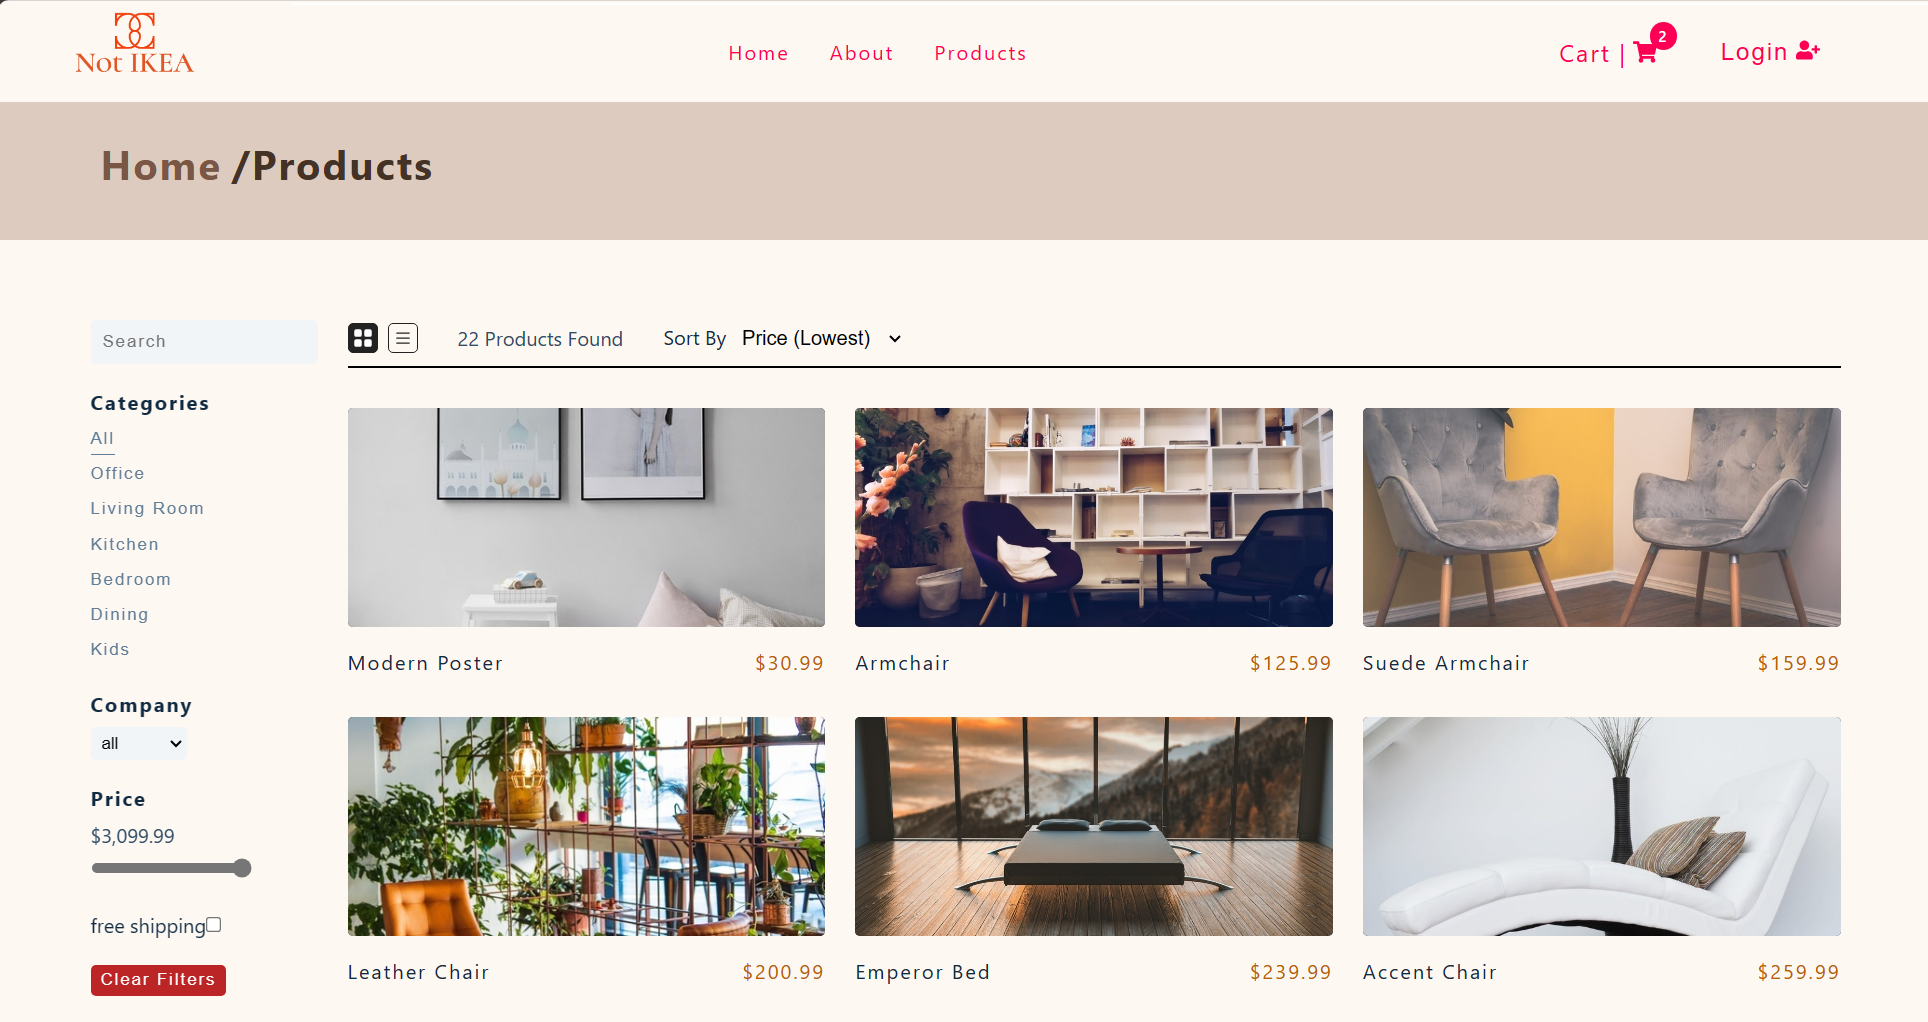 Not IKEA
Home About Products
Cart | 2
Login
Home /Products
Search
Categories
All
Office
Living Room
Kitchen
Bedroom
Dining
Kids
Company
all
Price
$3,099.99
free shipping
Clear Filters
22 Products Found Sort By Price (Lowest)
Modern Poster $30.99
Armchair $125.99
Suede Armchair $159.99
Leather Chair $200.99
Emperor Bed $239.99
Accent Chair $259.99